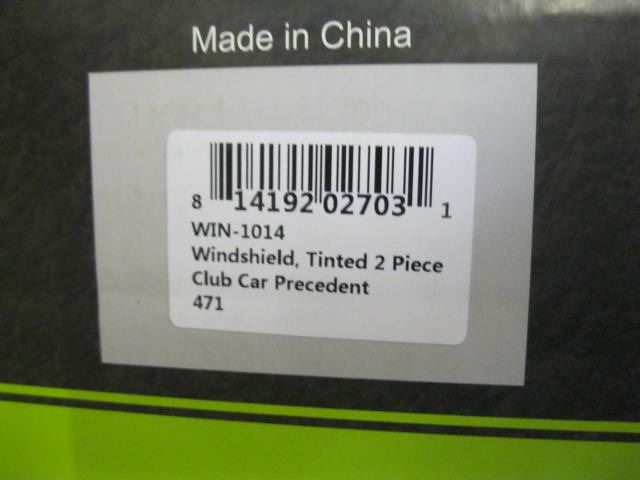 Made in China
8 14192 02703 1
WIN-1014
Windshield, Tinted 2 Piece
Club Car Precedent
471